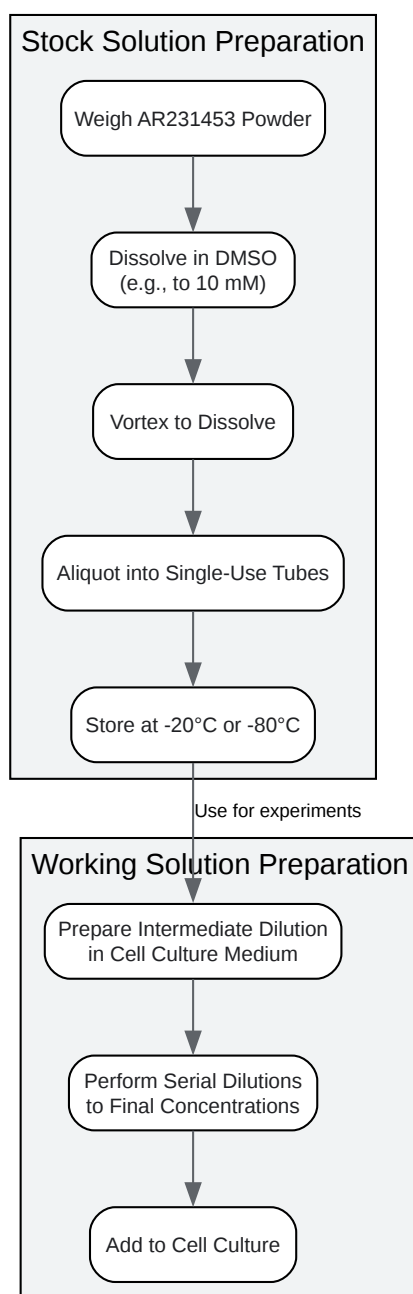 Stock Solution Preparation
Weigh AR231453 Powder
Dissolve in DMSO
(e.g., to 10 mM)
Vortex to Dissolve
Aliquot into Single-Use Tubes
Store at -20°C or -80°C
Use for experiments
Working Solution Preparation
Prepare Intermediate Dilution
in Cell Culture Medium
Perform Serial Dilutions
to Final Concentrations
Add to Cell Culture